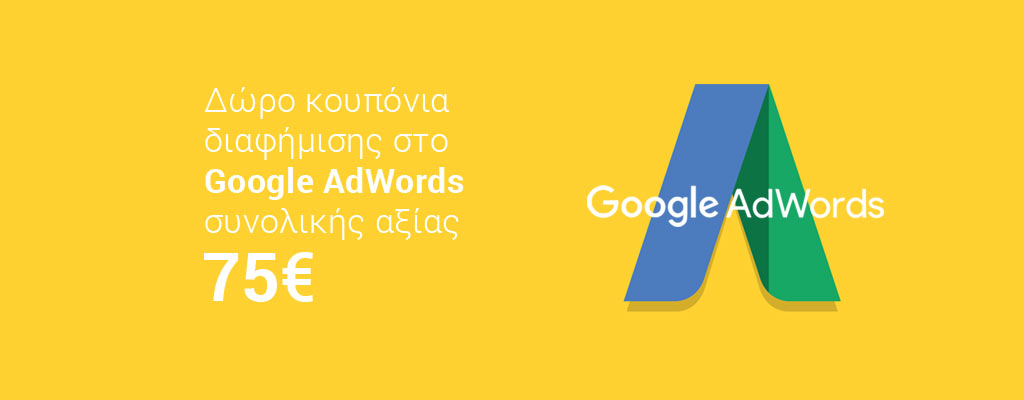 Δώρο κουπόνια
διαφήμισης στο
Google AdWords
συνολικής αξίας
75€
Google AdWords